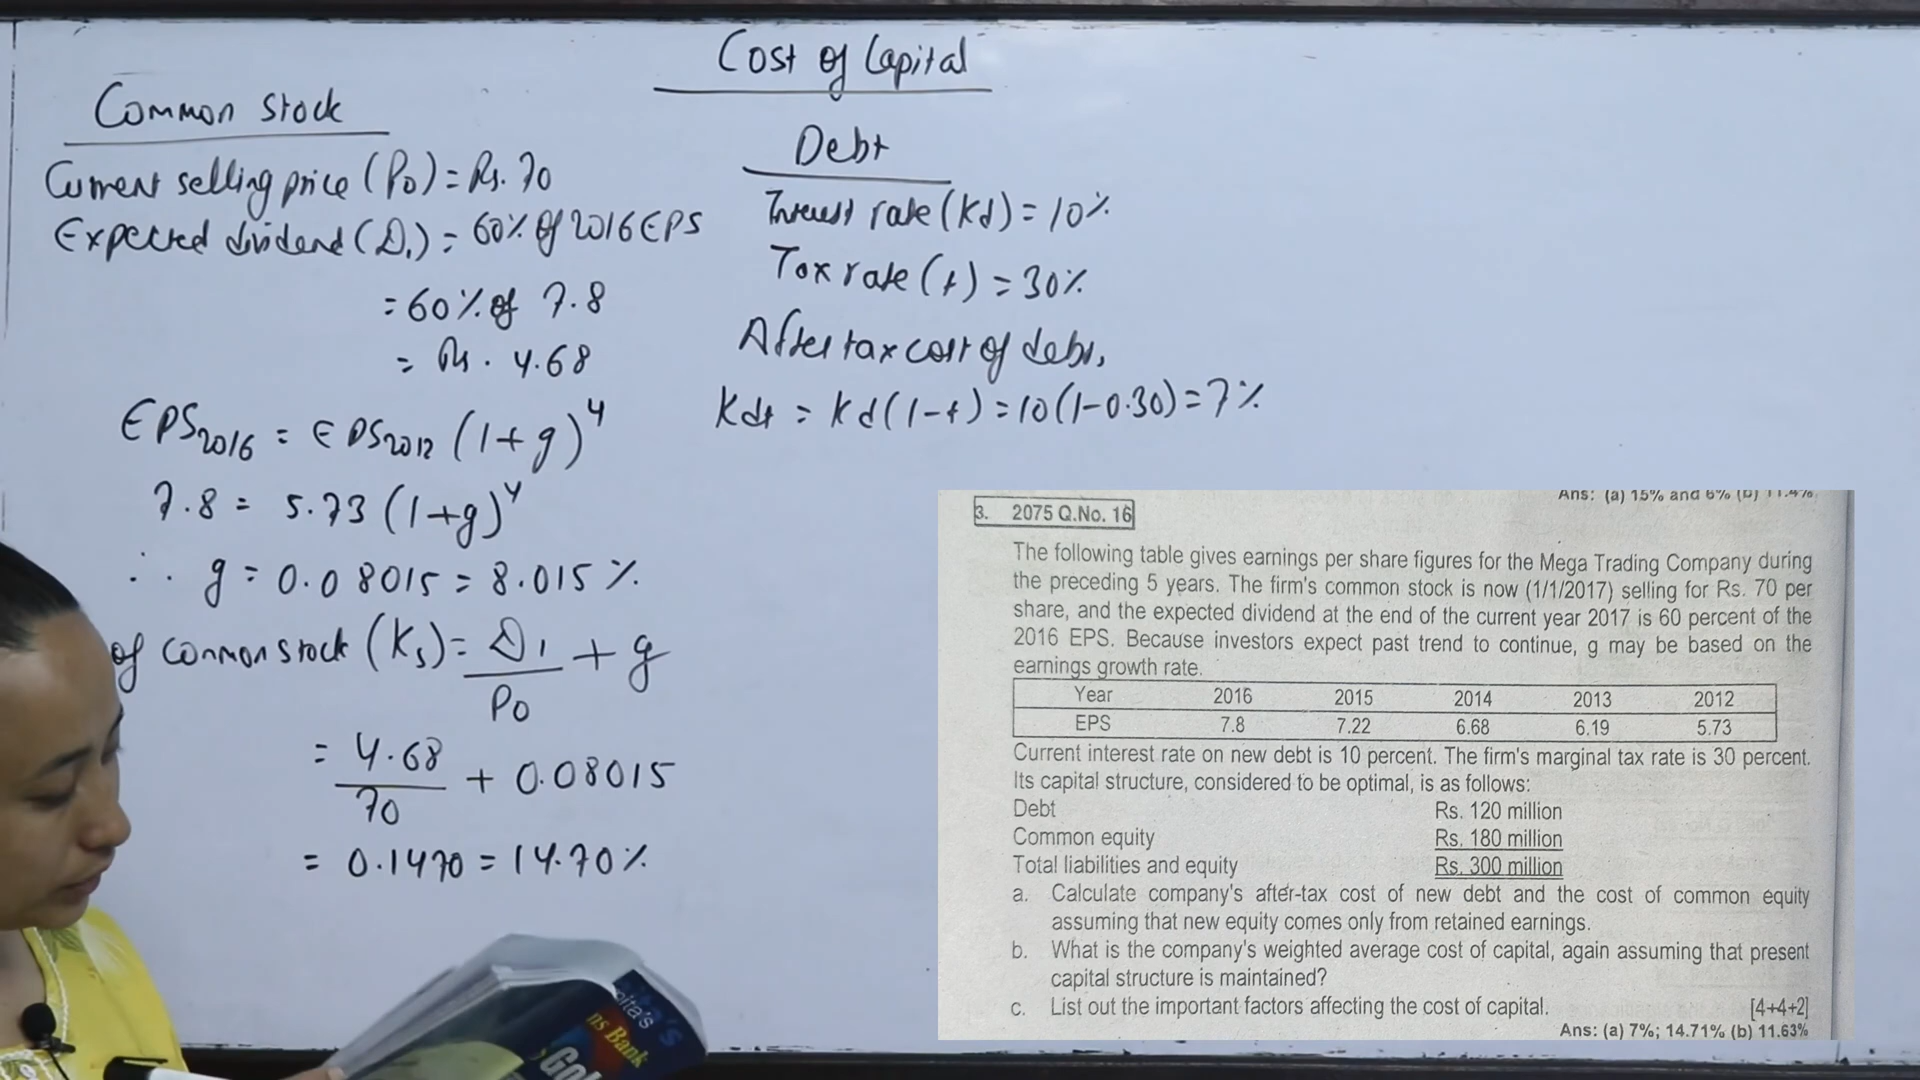 Cost of Capital
Common Stock
Current selling price (P0) = Rs. 70
Expected dividend (D1) = 60% of 2016 EPS
= 60% of 7.8
= Rs. 4.68
EPS2016 = EPS2012 (1+g)^4
7.8 = 5.73 (1+g)^4
∴ g = 0.08015 = 8.015%
of common stock (Ks) = D1/P0 + g
= 4.68/70 + 0.08015
= 0.1470 = 14.70%
Debt
Interest rate (Kd) = 10%
Tax rate (t) = 30%
After tax cost of debt,
Kdt = Kd(1-t) = 10(1-0.30) = 7%
Ans: (a) 15% and 6% (b) 11.4%
3. 2075 Q.No. 16
The following table gives earnings per share figures for the Mega Trading Company during
the preceding 5 years. The firm's common stock is now (1/1/2017) selling for Rs. 70 per
share, and the expected dividend at the end of the current year 2017 is 60 percent of the
2016 EPS. Because investors expect past trend to continue, g may be based on the
earnings growth rate.
Year 2016 2015 2014 2013 2012
EPS 7.8 7.22 6.68 6.19 5.73
Current interest rate on new debt is 10 percent. The firm's marginal tax rate is 30 percent.
Its capital structure, considered to be optimal, is as follows:
Debt Rs. 120 million
Common equity Rs. 180 million
Total liabilities and equity Rs. 300 million
a. Calculate company's after-tax cost of new debt and the cost of common equity
assuming that new equity comes only from retained earnings.
b. What is the company's weighted average cost of capital, again assuming that present
capital structure is maintained?
c. List out the important factors affecting the cost of capital. [4+4+2]
Ans: (a) 7%; 14.71% (b) 11.63%
Bank